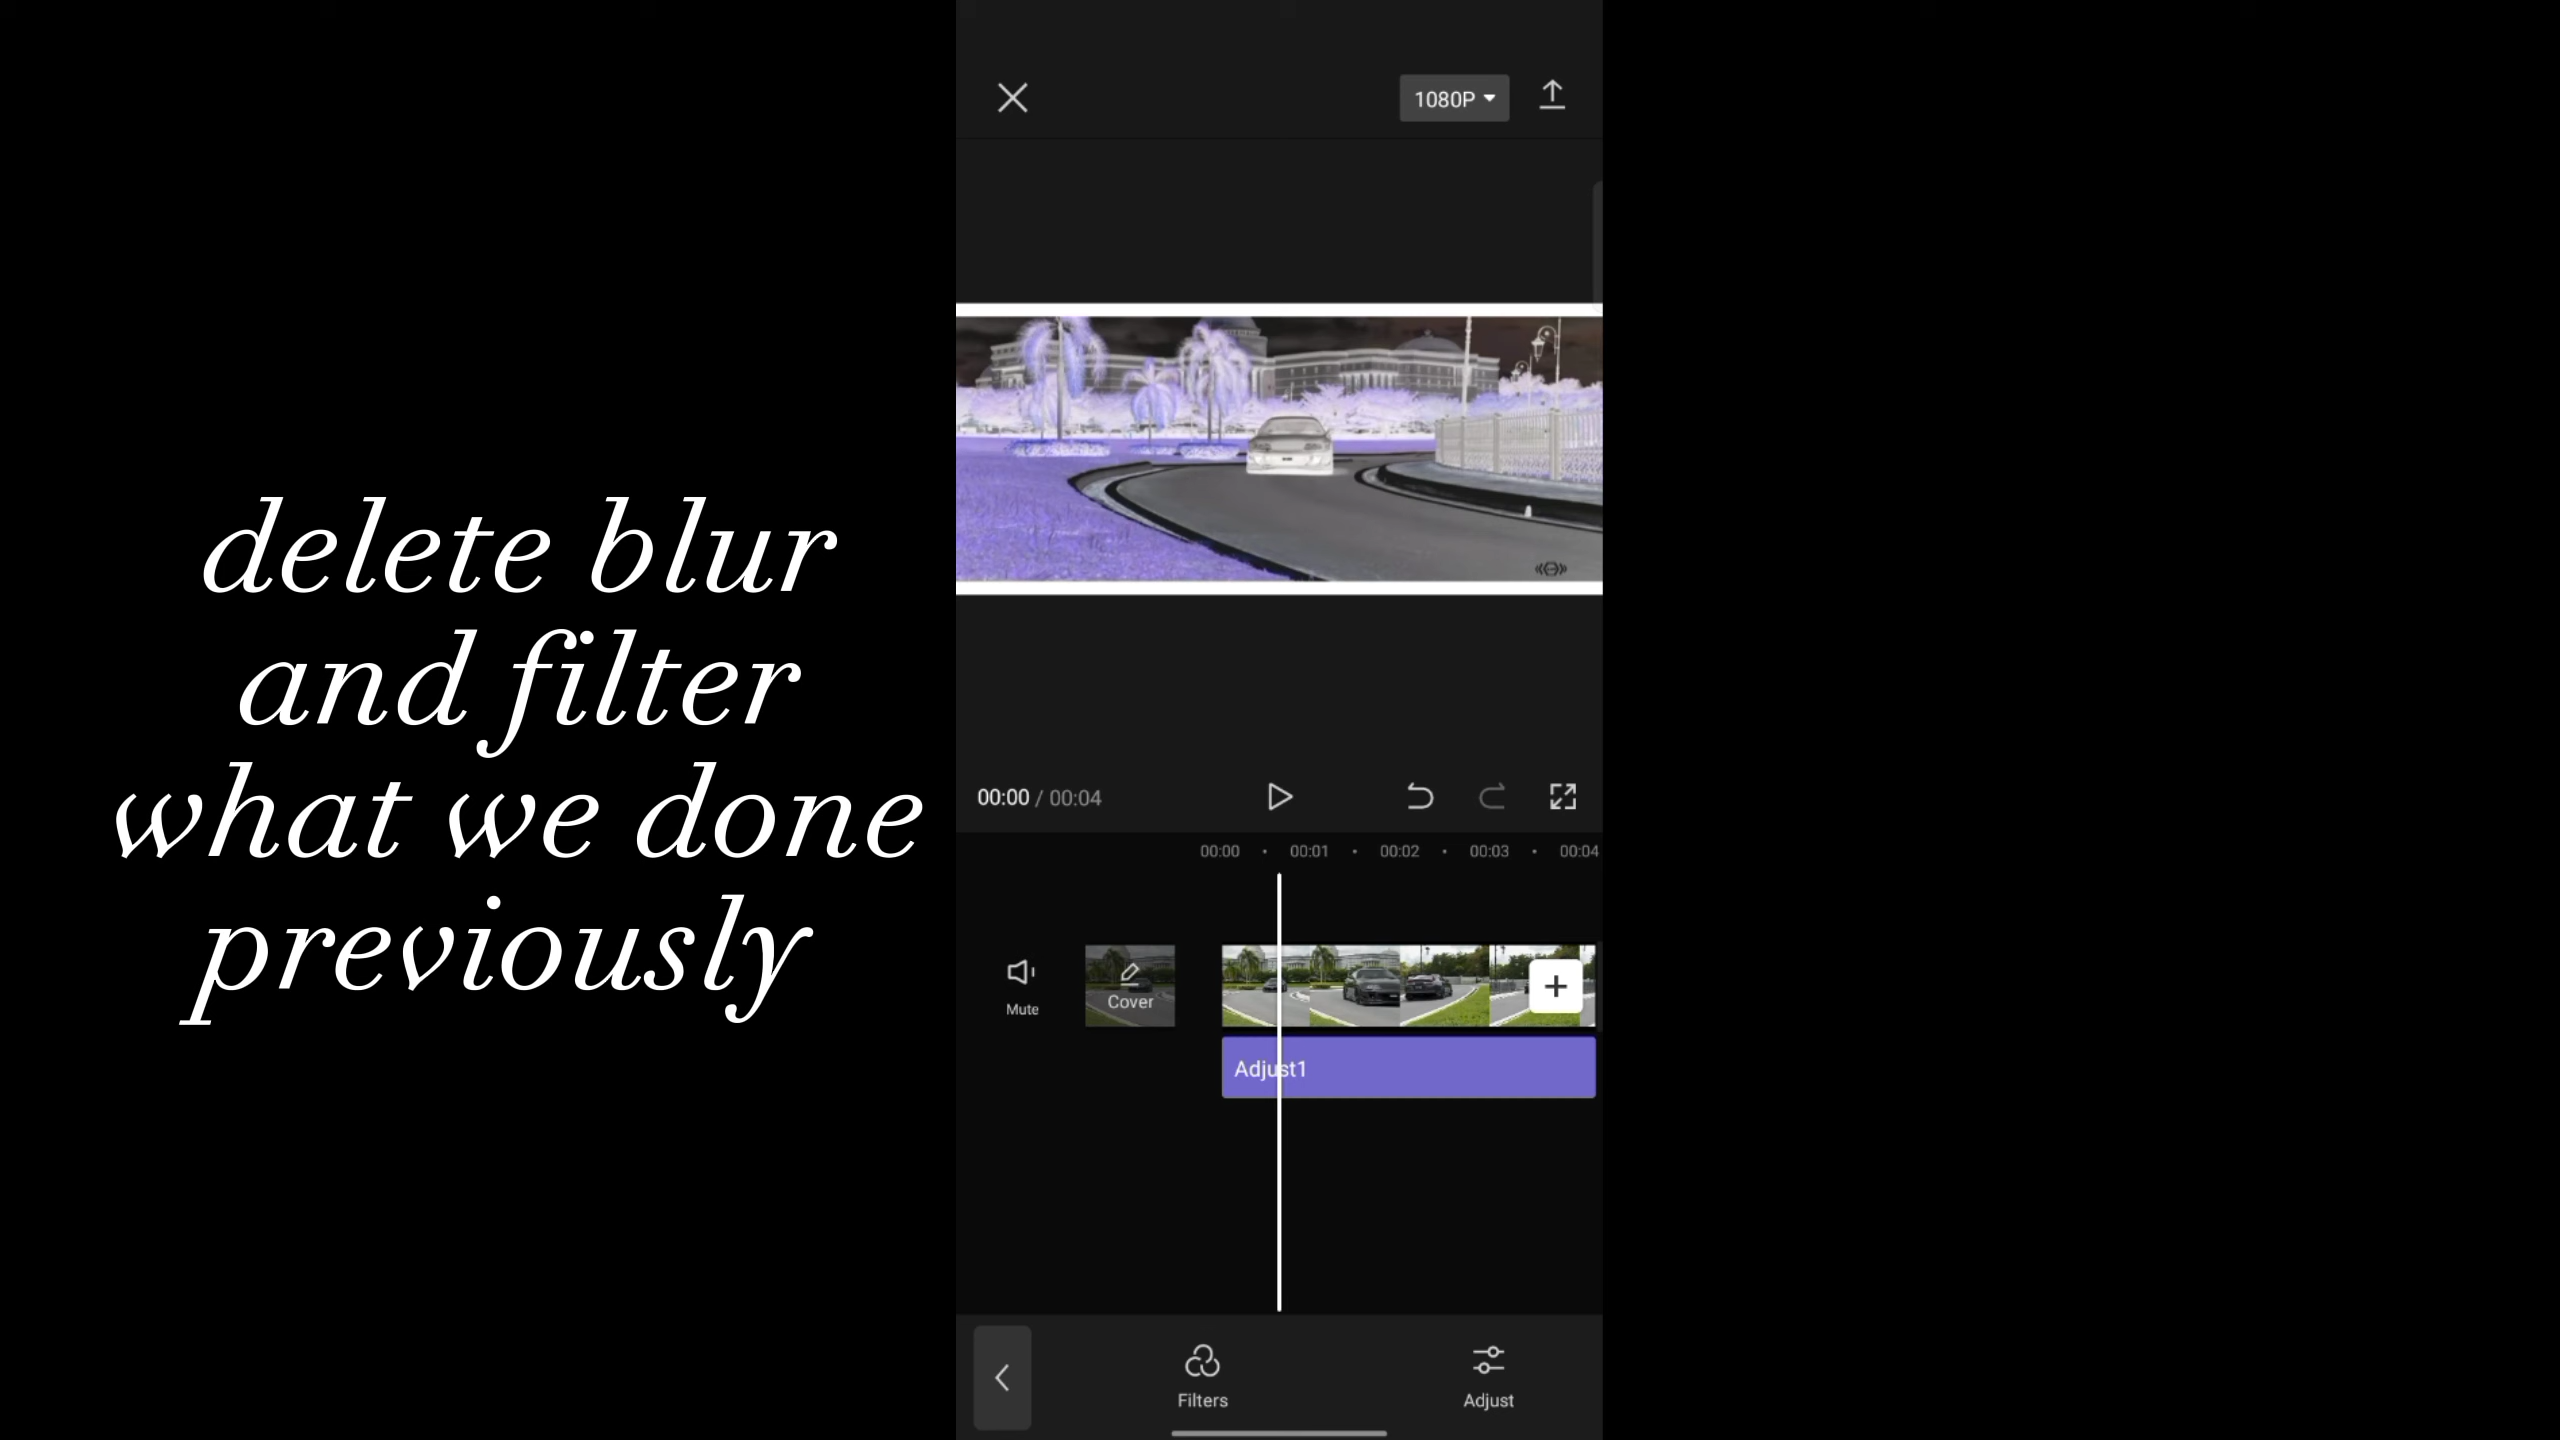 delete blur
and filter
what we done
previously
1080P
00:00 / 00:04
00:00 00:01 00:02 00:03 00:04
Mute
Cover
Adjust1
Filters
Adjust